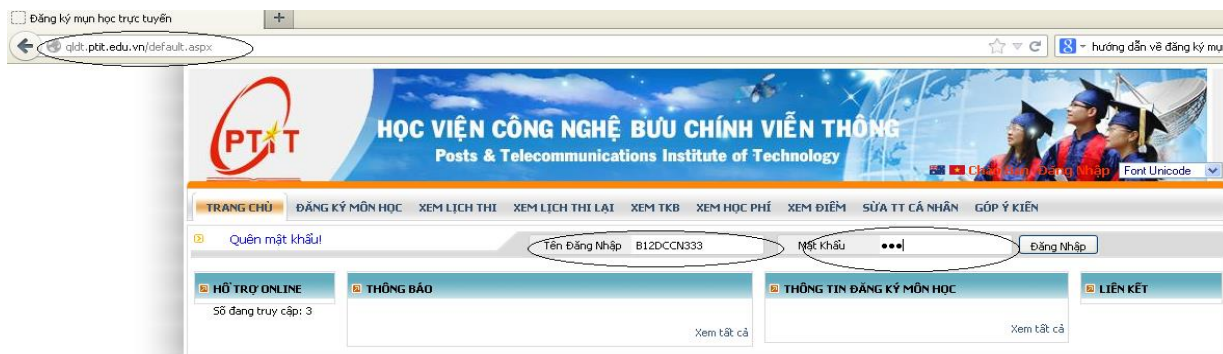 Đăng ký mụn học trực tuyến
qldt.ptit.edu.vn/default.aspx
hướng dẫn về đăng ký mụ
PTIT
HỌC VIỆN CÔNG NGHỆ BƯU CHÍNH VIỄN THÔNG
Posts & Telecommunications Institute of Technology
Đăng Nhập Font Unicode
TRANG CHỦ ĐĂNG KÝ MÔN HỌC XEM LỊCH THI XEM LỊCH THI LẠI XEM TKB XEM HỌC PHÍ XEM ĐIỂM SỬA TT CÁ NHÂN GÓP Ý KIẾN
Quên mật khẩu! Tên Đăng Nhập B12DCCN333 Mật Khẩu ●●● Đăng Nhập
HỖ TRỢ ONLINE THÔNG BÁO THÔNG TIN ĐĂNG KÝ MÔN HỌC LIÊN KẾT
Số đang truy cập: 3
Xem tất cả Xem tất cả